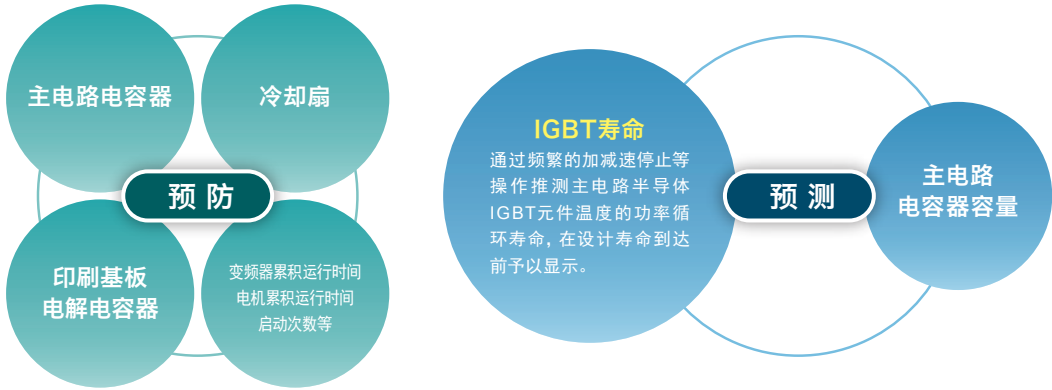 主电路电容器
冷却扇
预防
印刷基板
电解电容器
变频器累积运行时间
电机累积运行时间
启动次数等
IGBT寿命
通过频繁的加减速停止等
操作推测主电路半导体
IGBT元件温度的功率循
环寿命，在设计寿命到达
前予以显示。
预测
主电路
电容器容量